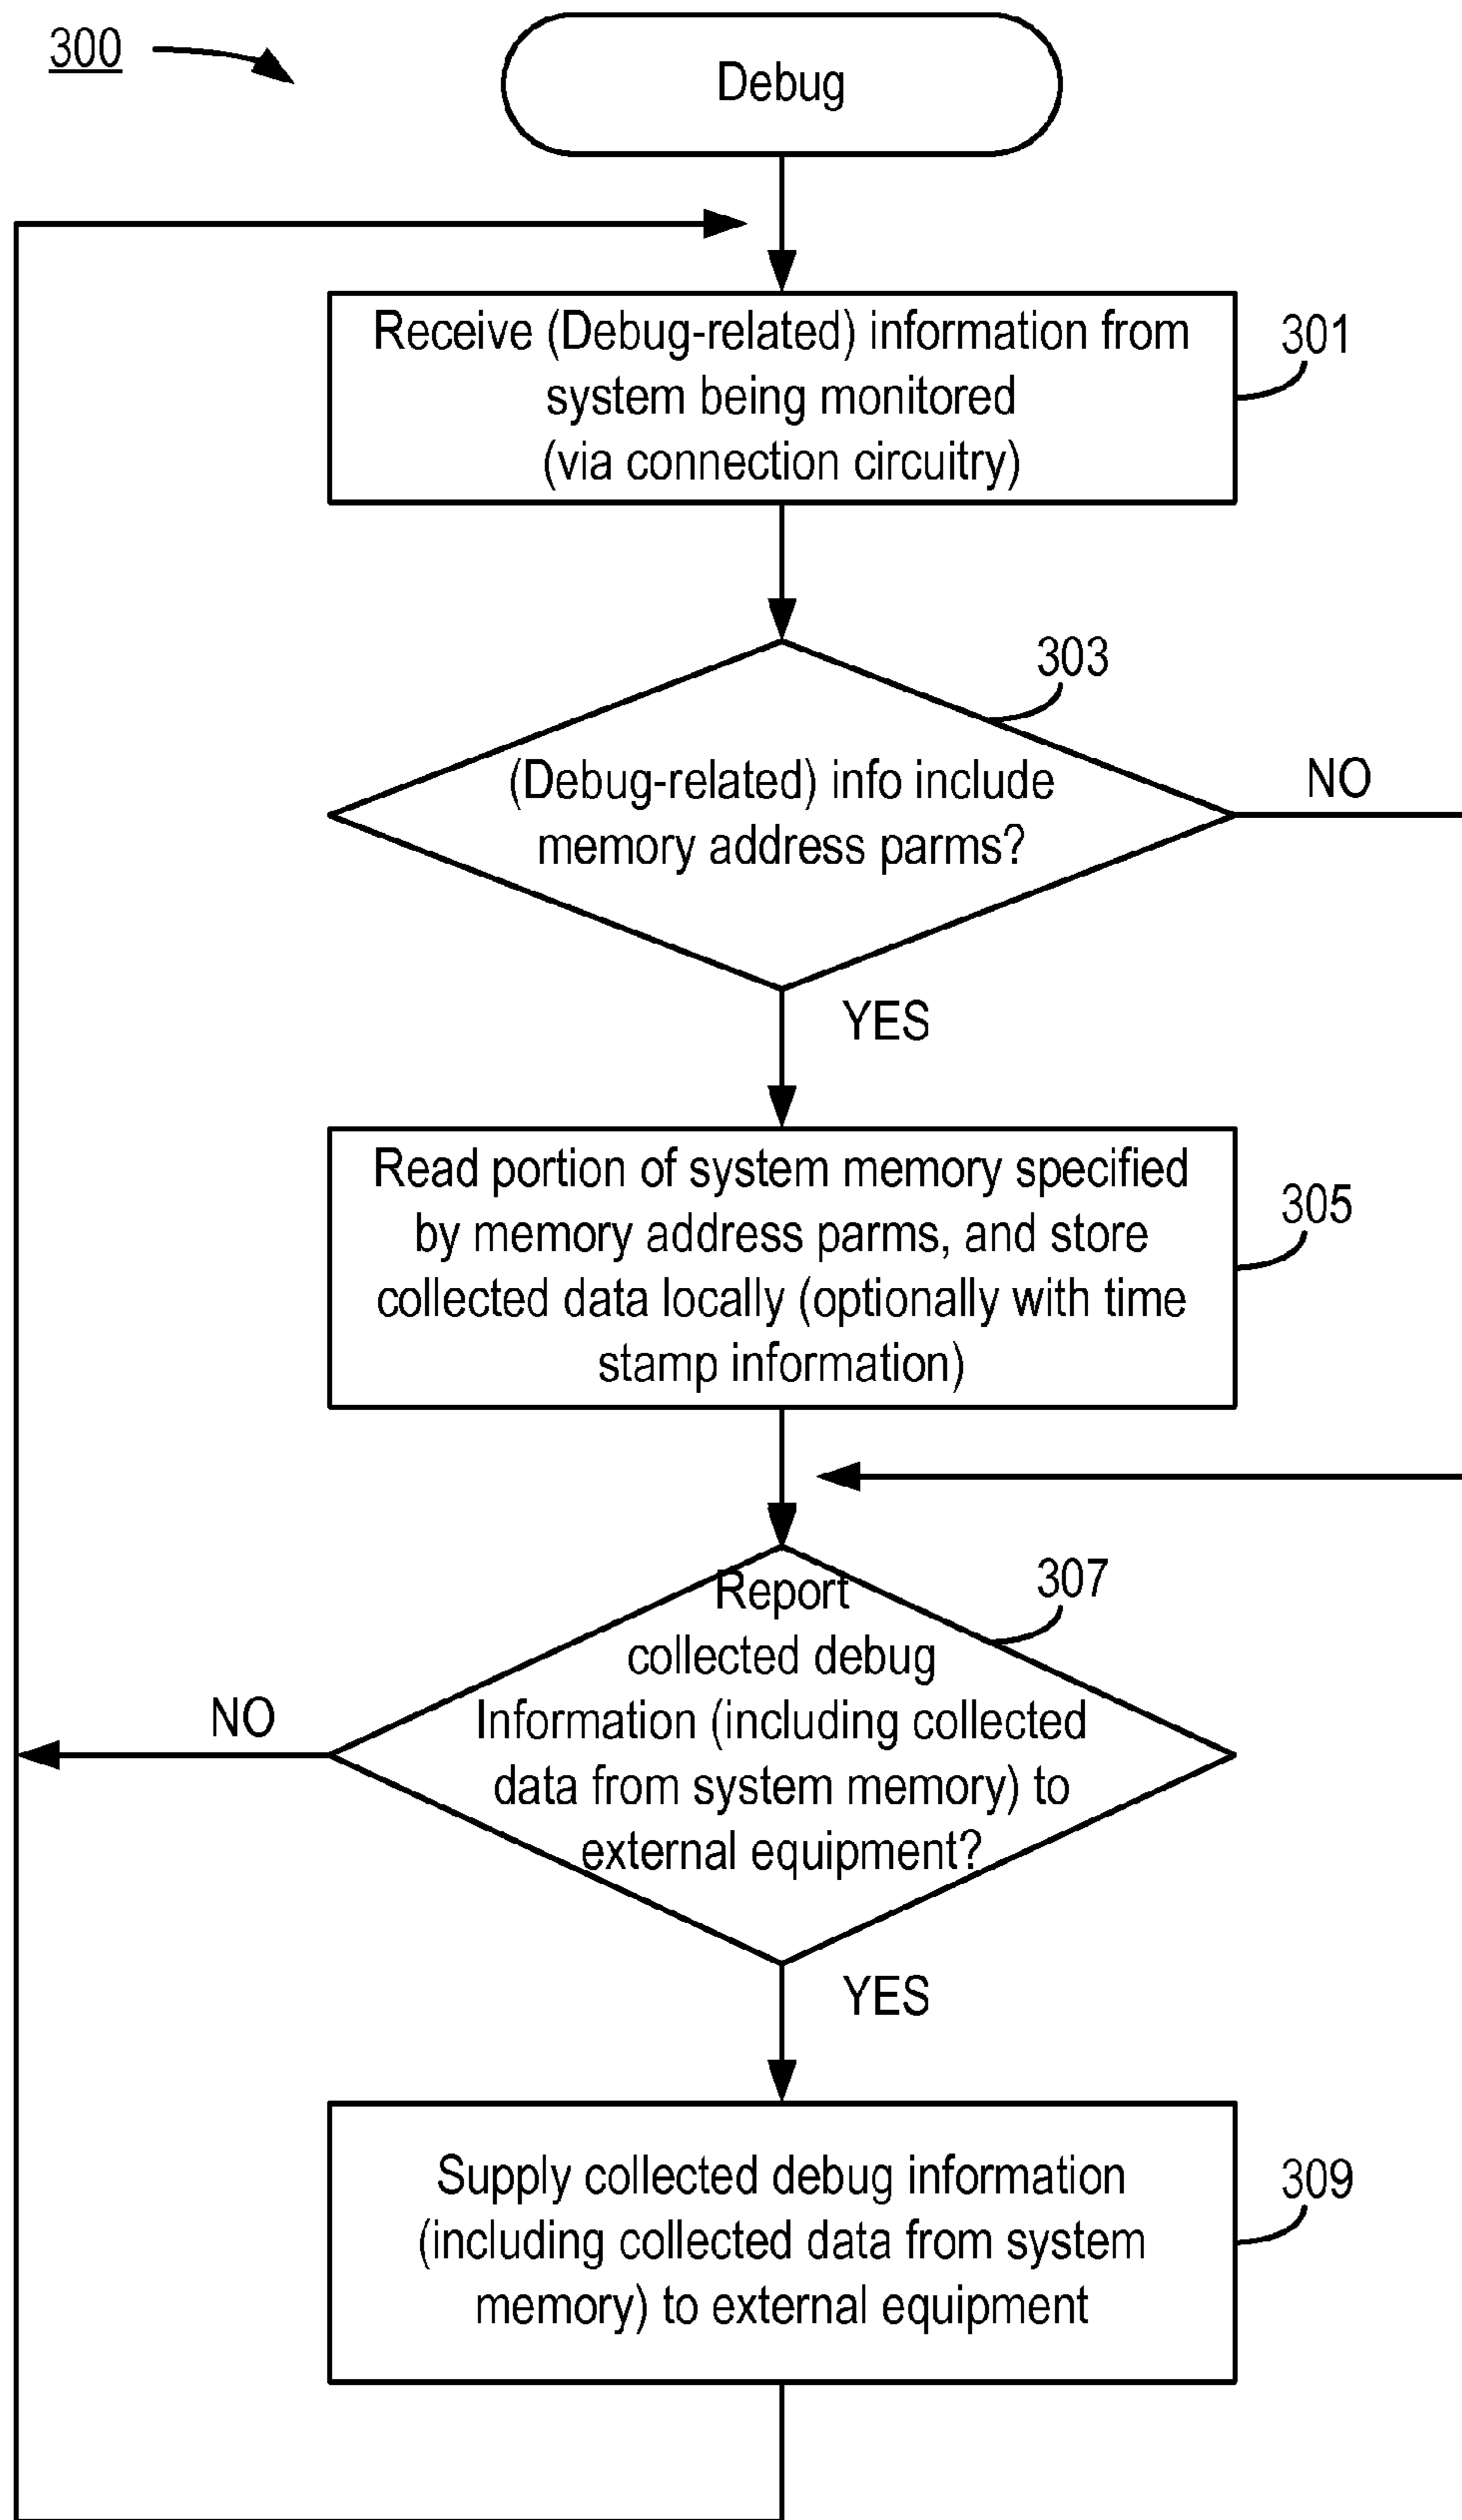 300
Debug
Receive (Debug-related) information from
system being monitored
(via connection circuitry)
301
303
(Debug-related) info include
memory address parms?
NO
YES
Read portion of system memory specified
by memory address parms, and store
collected data locally (optionally with time
stamp information)
305
307
Report
collected debug
Information (including collected
data from system memory) to
external equipment?
NO
YES
Supply collected debug information
(including collected data from system
memory) to external equipment
309